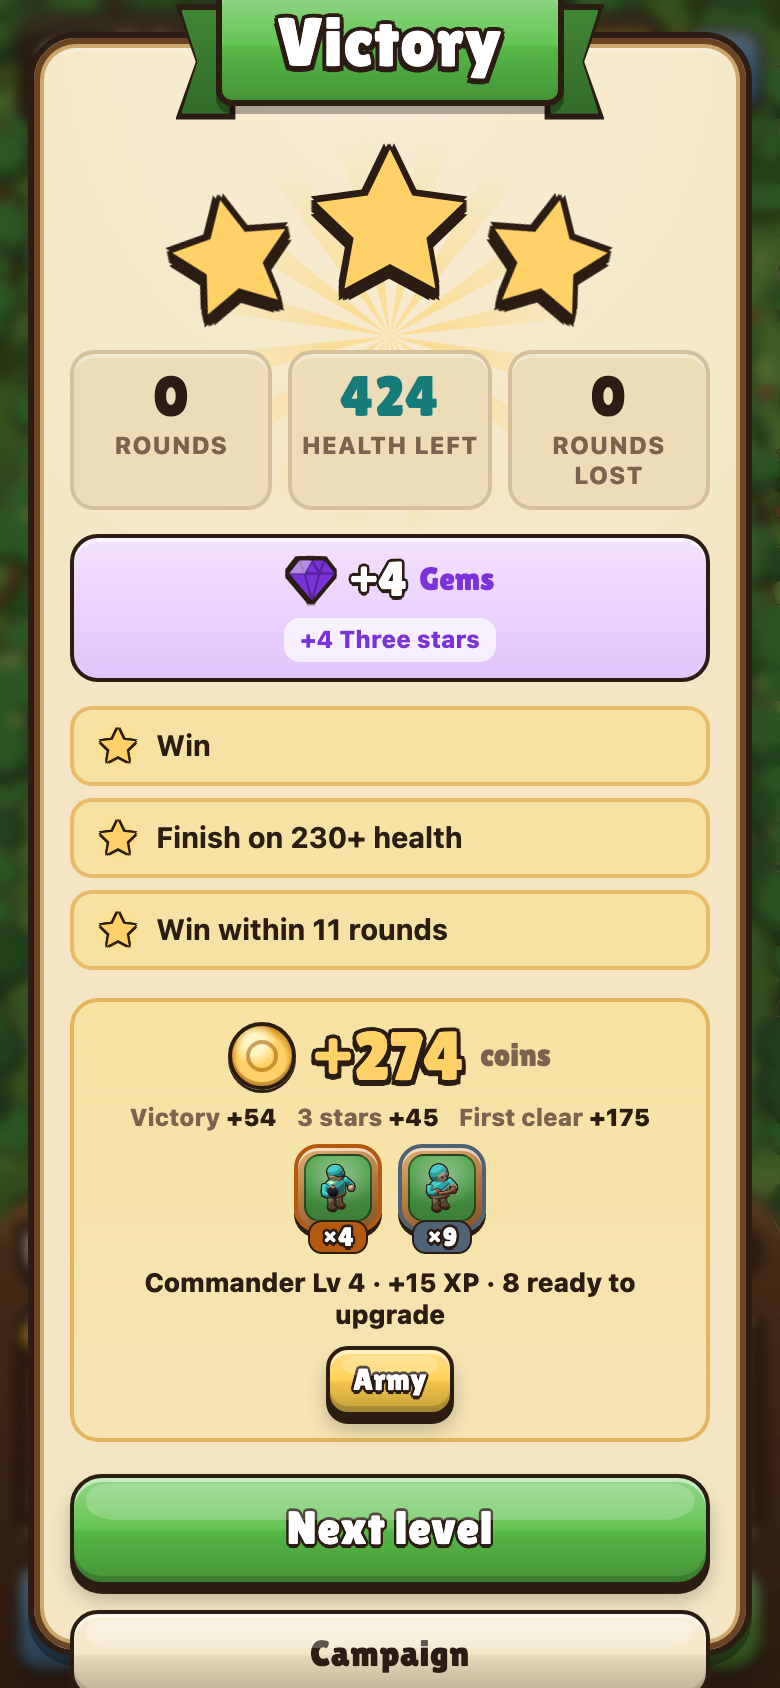 Victory
0
ROUNDS
424
HEALTH LEFT
0
ROUNDS
LOST
+4 Gems
+4 Three stars
Win
Finish on 230+ health
Win within 11 rounds
+274 coins
Victory +54 3 stars +45 First clear +175
×4
×9
Commander Lv 4 · +15 XP · 8 ready to
upgrade
Army
Next level
Campaign